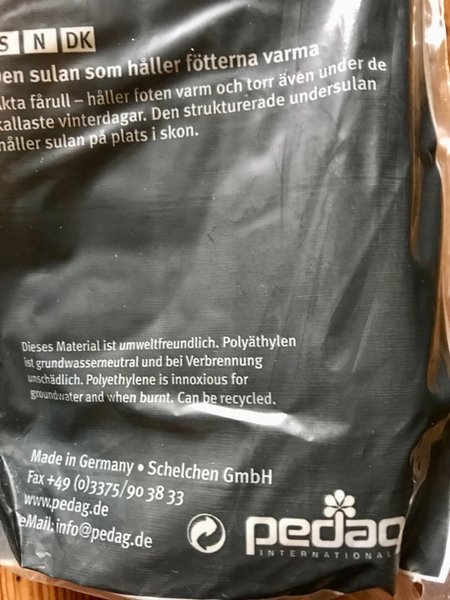 S N DK
en sulan som håller fötterna varma
kta fårull – håller foten varm och torr även under de
kallaste vinterdagar. Den strukturerade undersulan
håller sulan på plats i skon.
Dieses Material ist umweltfreundlich. Polyäthylen
ist grundwasserneutral und bei Verbrennung
unschädlich. Polyethylene is innoxious for
groundwater and when burnt. Can be recycled.
Made in Germany • Schelchen GmbH
Fax +49 (0)3375/90 38 33
www.pedag.de
eMail: info@pedag.de
pedag
INTERNATIONAL